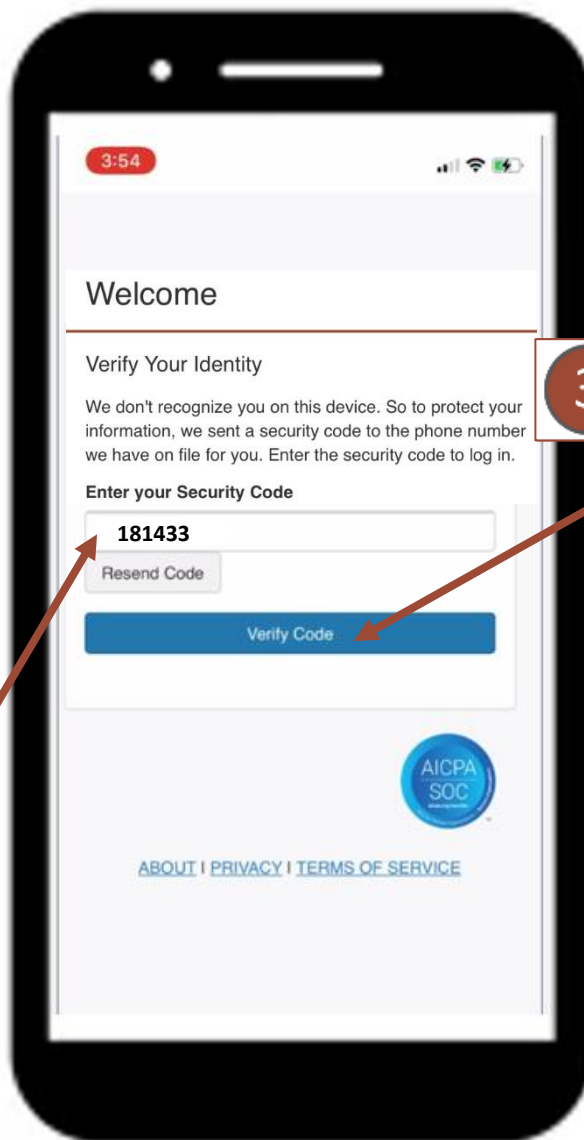 3:54
Welcome
Verify Your Identity
3
We don't recognize you on this device. So to protect your
information, we sent a security code to the phone number
we have on file for you. Enter the security code to log in.
Enter your Security Code
181433
Resend Code
Verify Code
AICPA
SOC
ABOUT I PRIVACY I TERMS OF SERVICE